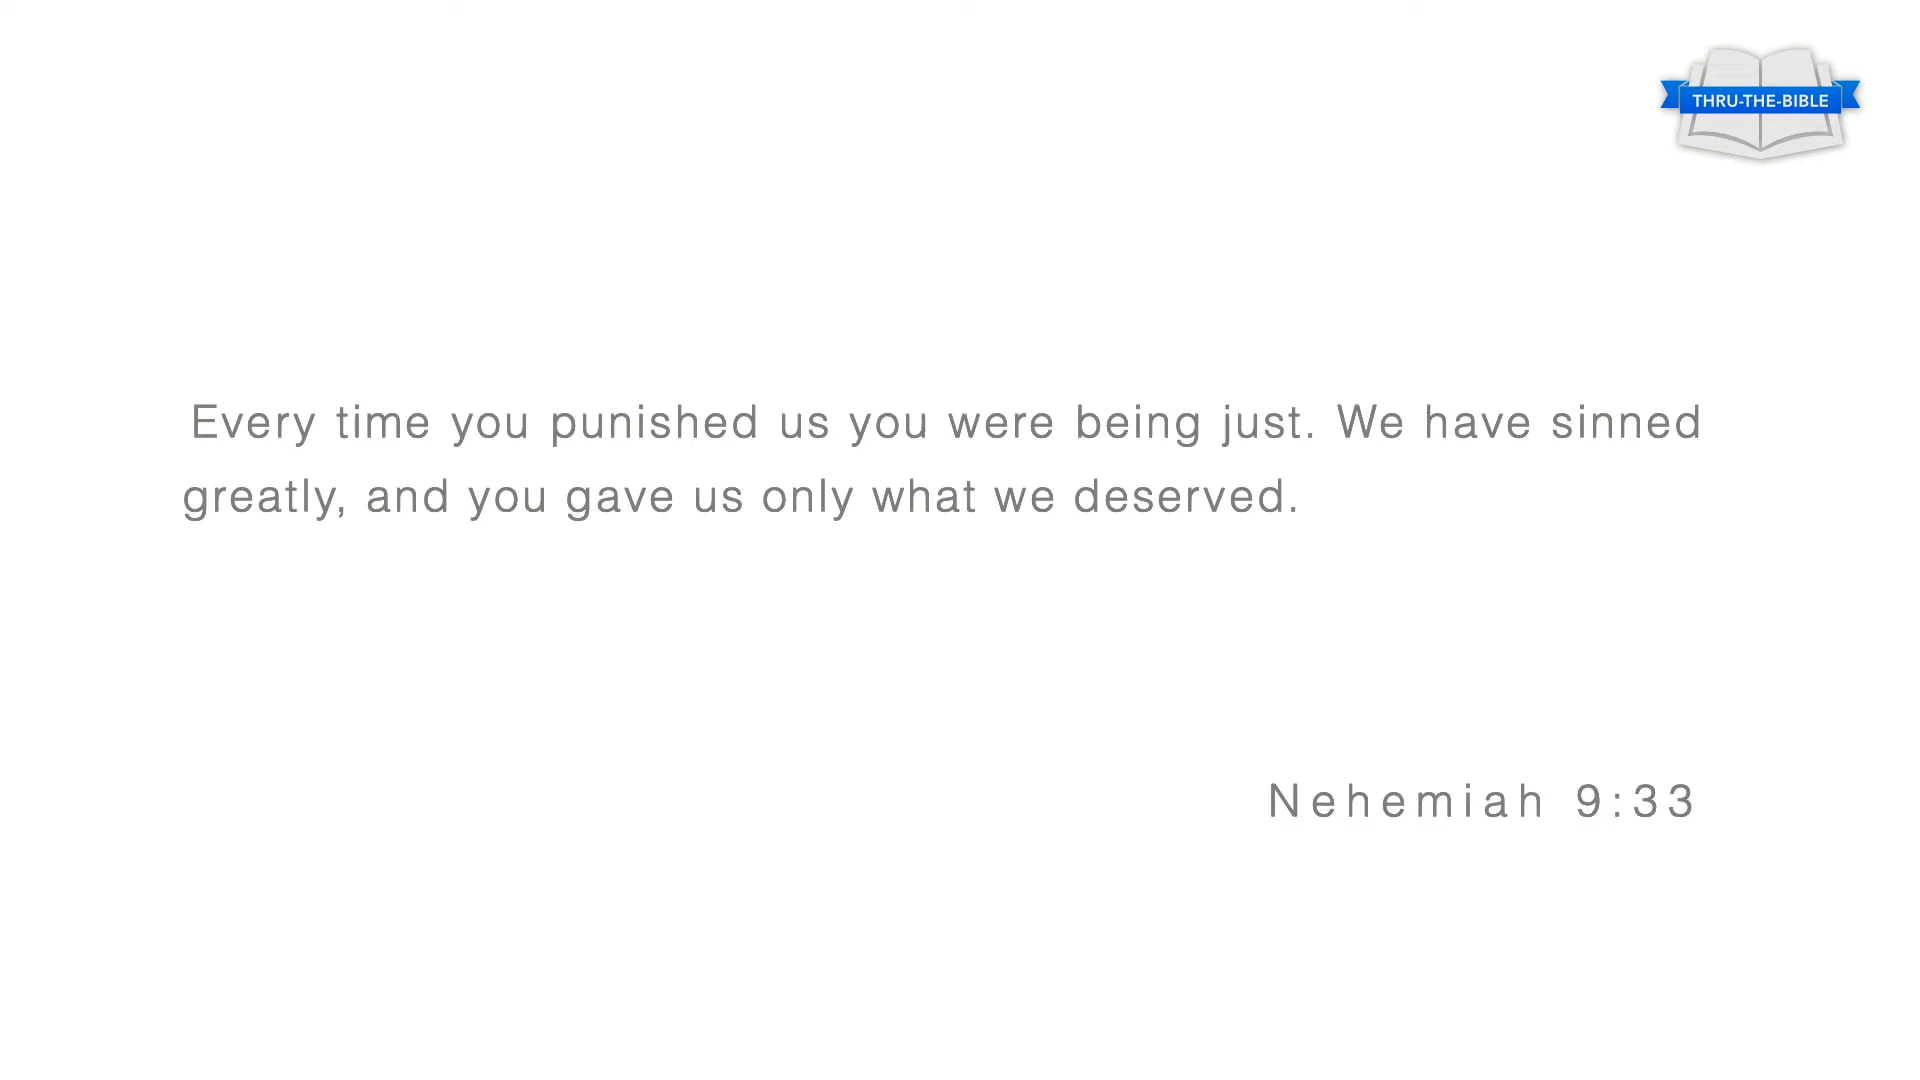 THRU-THE-BIBLE
Every time you punished us you were being just. We have sinned
greatly, and you gave us only what we deserved.
Nehemiah 9:33